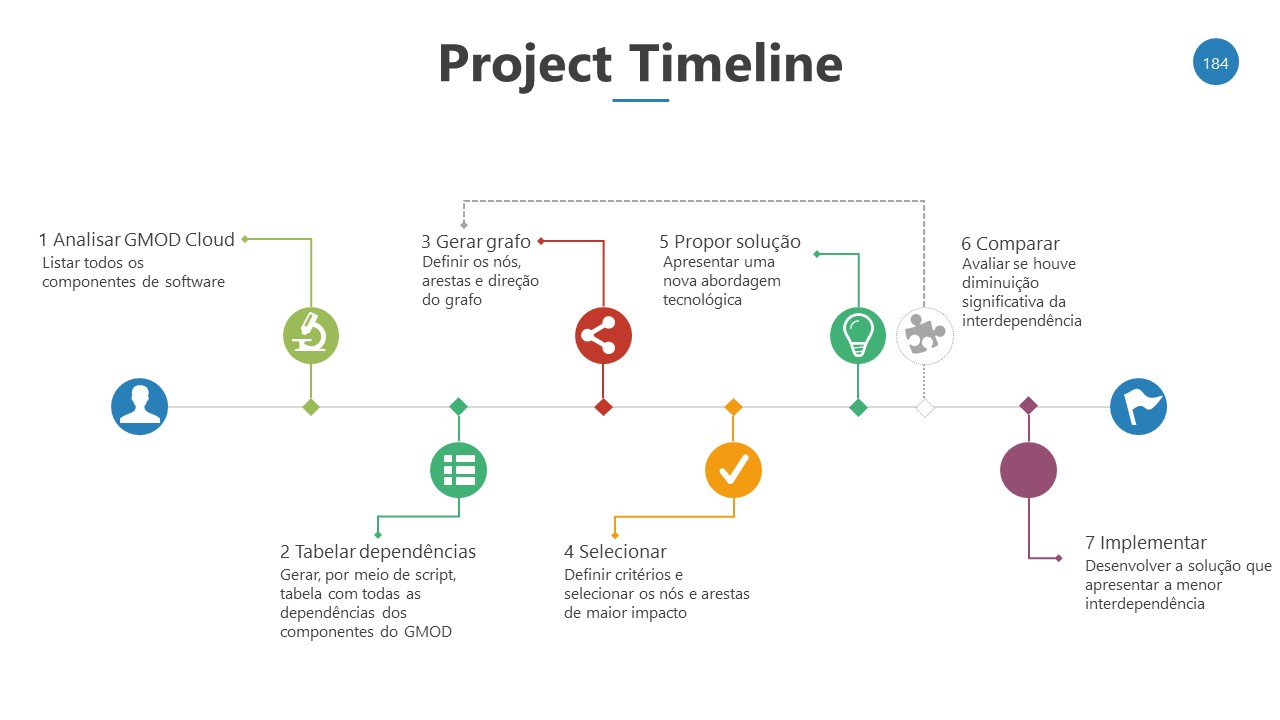 Project Timeline
184
1 Analisar GMOD Cloud
Listar todos os
componentes de software
3 Gerar grafo
Definir os nós,
arestas e direção
do grafo
5 Propor solução
Apresentar uma
nova abordagem
tecnológica
6 Comparar
Avaliar se houve
diminuição
significativa da
interdependência
2 Tabelar dependências
Gerar, por meio de script,
tabela com todas as
dependências dos
componentes do GMOD
4 Selecionar
Definir critérios e
selecionar os nós e arestas
de maior impacto
7 Implementar
Desenvolver a solução que
apresentar a menor
interdependência